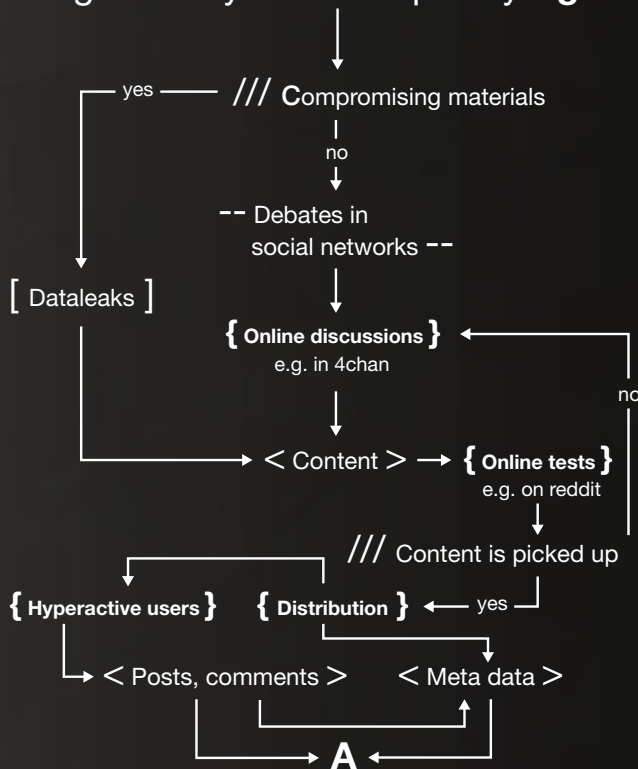 yes
/// Compromising materials
no
-- Debates in
social networks --
[ Dataleaks ]
{ Online discussions }
e.g. in 4chan
no
< Content >
{ Online tests }
e.g. on reddit
/// Content is picked up
{ Hyperactive users }
{ Distribution }
yes
< Posts, comments >
< Meta data >
A